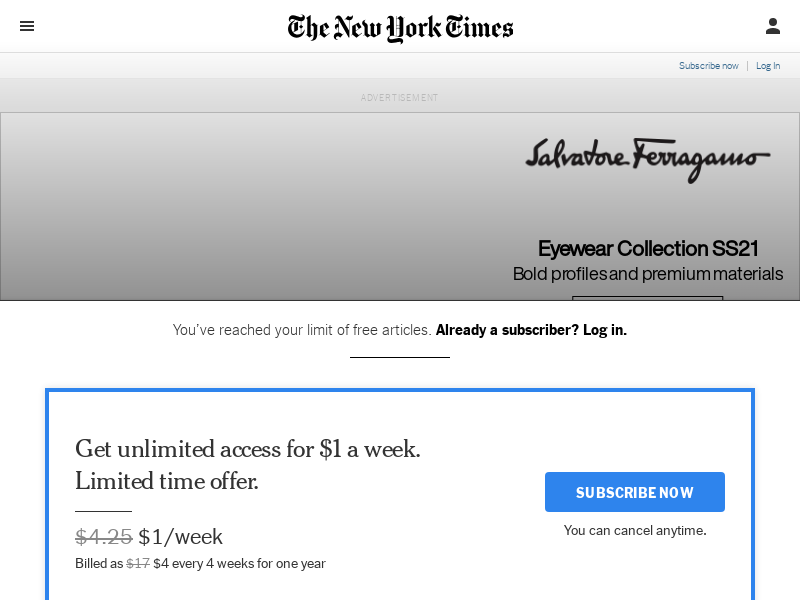 The New York Times
Subscribe now | Log In
ADVERTISEMENT
Salvatore Ferragamo
Eyewear Collection SS21
Bold profiles and premium materials
You’ve reached your limit of free articles. Already a subscriber? Log in.
Get unlimited access for $1 a week.
Limited time offer.
SUBSCRIBE NOW
$4.25 $1/week
You can cancel anytime.
Billed as $17 $4 every 4 weeks for one year